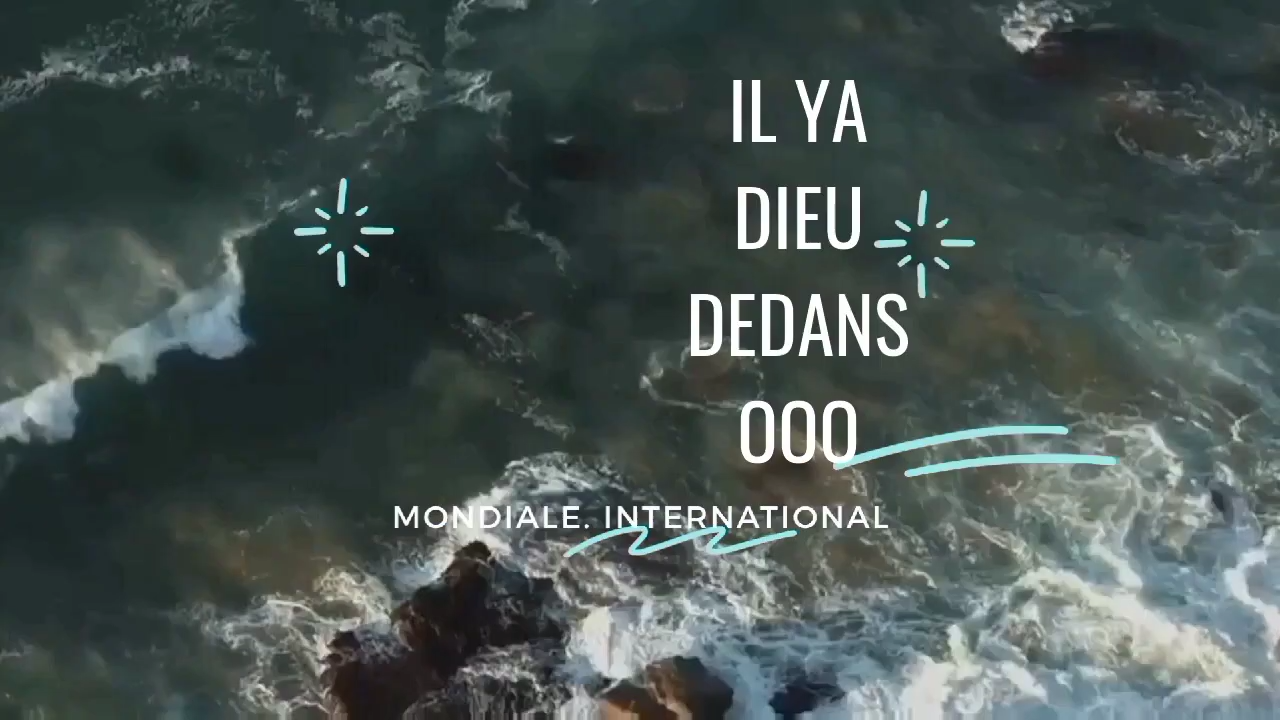 IL YA
DIEU
DEDANS
OOO
MONDIALE. INTERNATIONAL